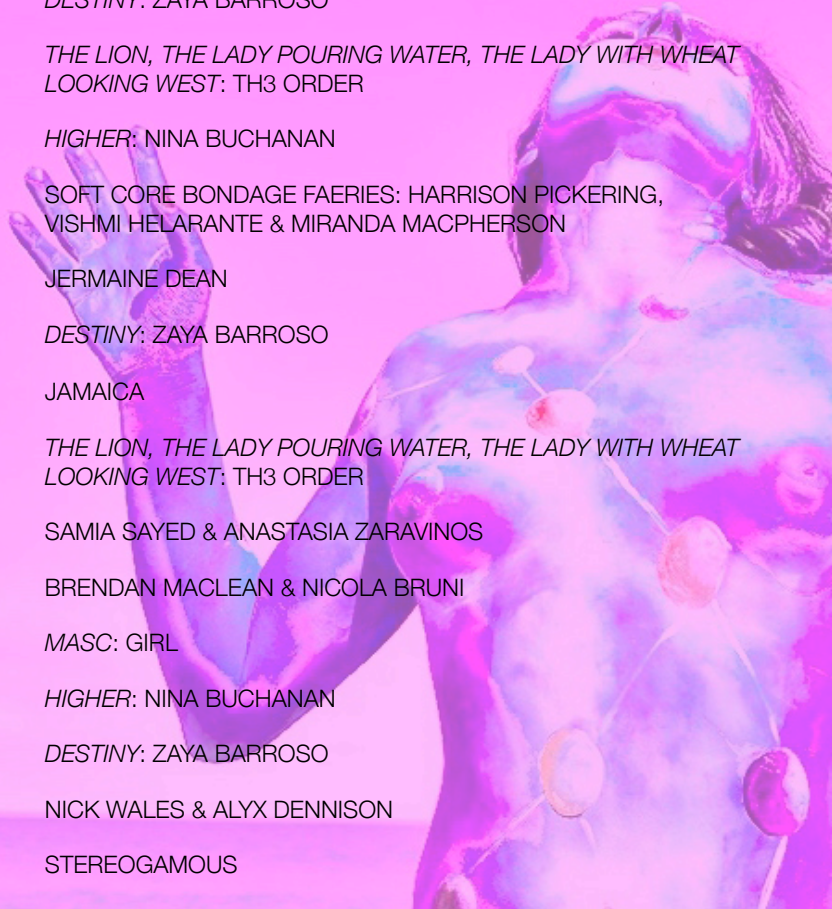 DESTINY: ZAYA BARROSO
THE LION, THE LADY POURING WATER, THE LADY WITH WHEAT
LOOKING WEST: TH3 ORDER
HIGHER: NINA BUCHANAN
SOFT CORE BONDAGE FAERIES: HARRISON PICKERING,
VISHMI HELARANTE & MIRANDA MACPHERSON
JERMAINE DEAN
DESTINY: ZAYA BARROSO
JAMAICA
THE LION, THE LADY POURING WATER, THE LADY WITH WHEAT
LOOKING WEST: TH3 ORDER
SAMIA SAYED & ANASTASIA ZARAVINOS
BRENDAN MACLEAN & NICOLA BRUNI
MASC: GIRL
HIGHER: NINA BUCHANAN
DESTINY: ZAYA BARROSO
NICK WALES & ALYX DENNISON
STEREOGAMOUS